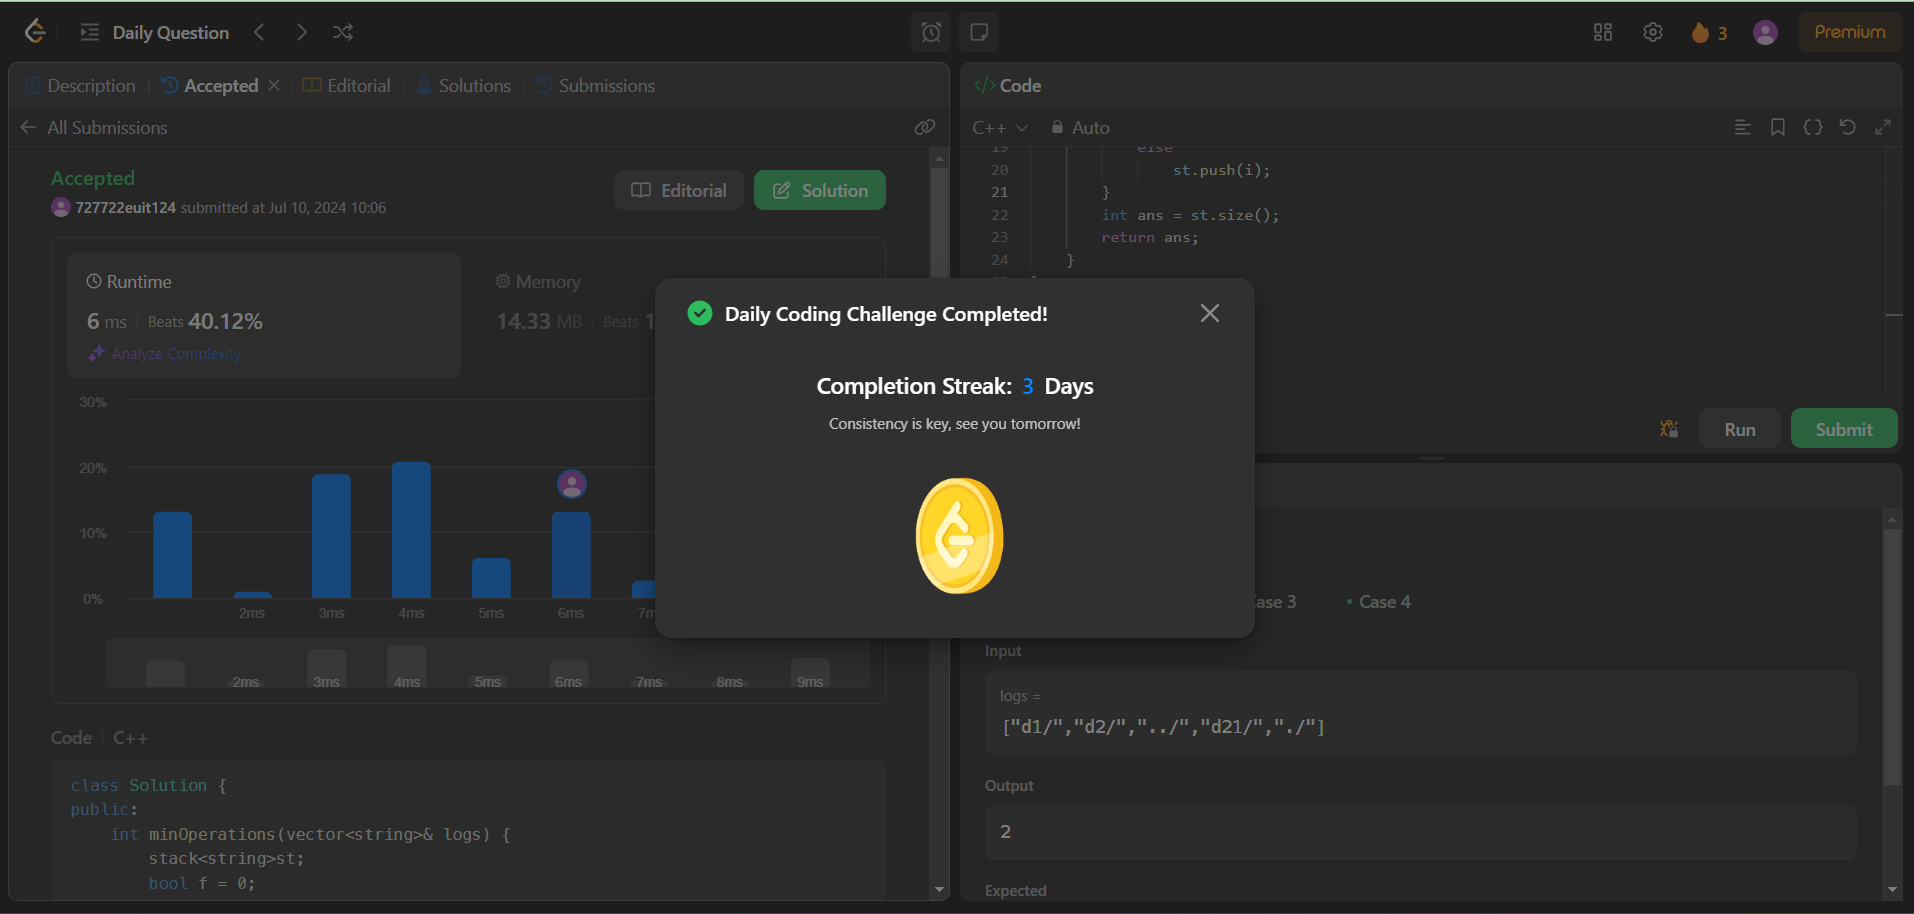 Daily Question
3
Premium
Description
Accepted
Editorial
Solutions
Submissions
All Submissions
Accepted
727722euit124 submitted at Jul 10, 2024 10:06
Editorial
Solution
Runtime
6 ms
Beats 40.12%
Analyze Complexity
Memory
14.33 MB
Beats 1
30%
20%
10%
0%
2ms
3ms
4ms
5ms
6ms
2ms
3ms
4ms
5ms
6ms
7ms
8ms
9ms
Code
C++
class Solution {
public:
int minOperations(vector<string>& logs) {
stack<string>st;
bool f = 0;
Daily Coding Challenge Completed!
Completion Streak: 3 Days
Consistency is key, see you tomorrow!
</> Code
C++
Auto
19 else
20 st.push(i);
21 }
22 int ans = st.size();
23 return ans;
24 }
Run
Submit
Case 3
Case 4
Input
logs =
["d1/","d2/","../","d21/","./"]
Output
2
Expected